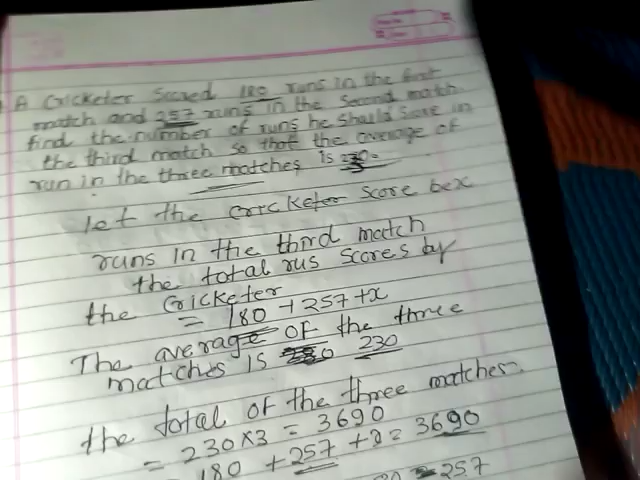 A Cricketer Scored 180 runs in the first
match and 257 runs in the second match.
find the number of runs he should score in
the third match so that the average of
run in the three matches is 230.
let the cricketer score be x
runs in the third match
the total rus scores by
the cricketer
= 180 + 257 + x
The average of the three
matches is 230
the total of the three matches.
= 230 x 3 = 3690
180 + 257 + x = 3690
257